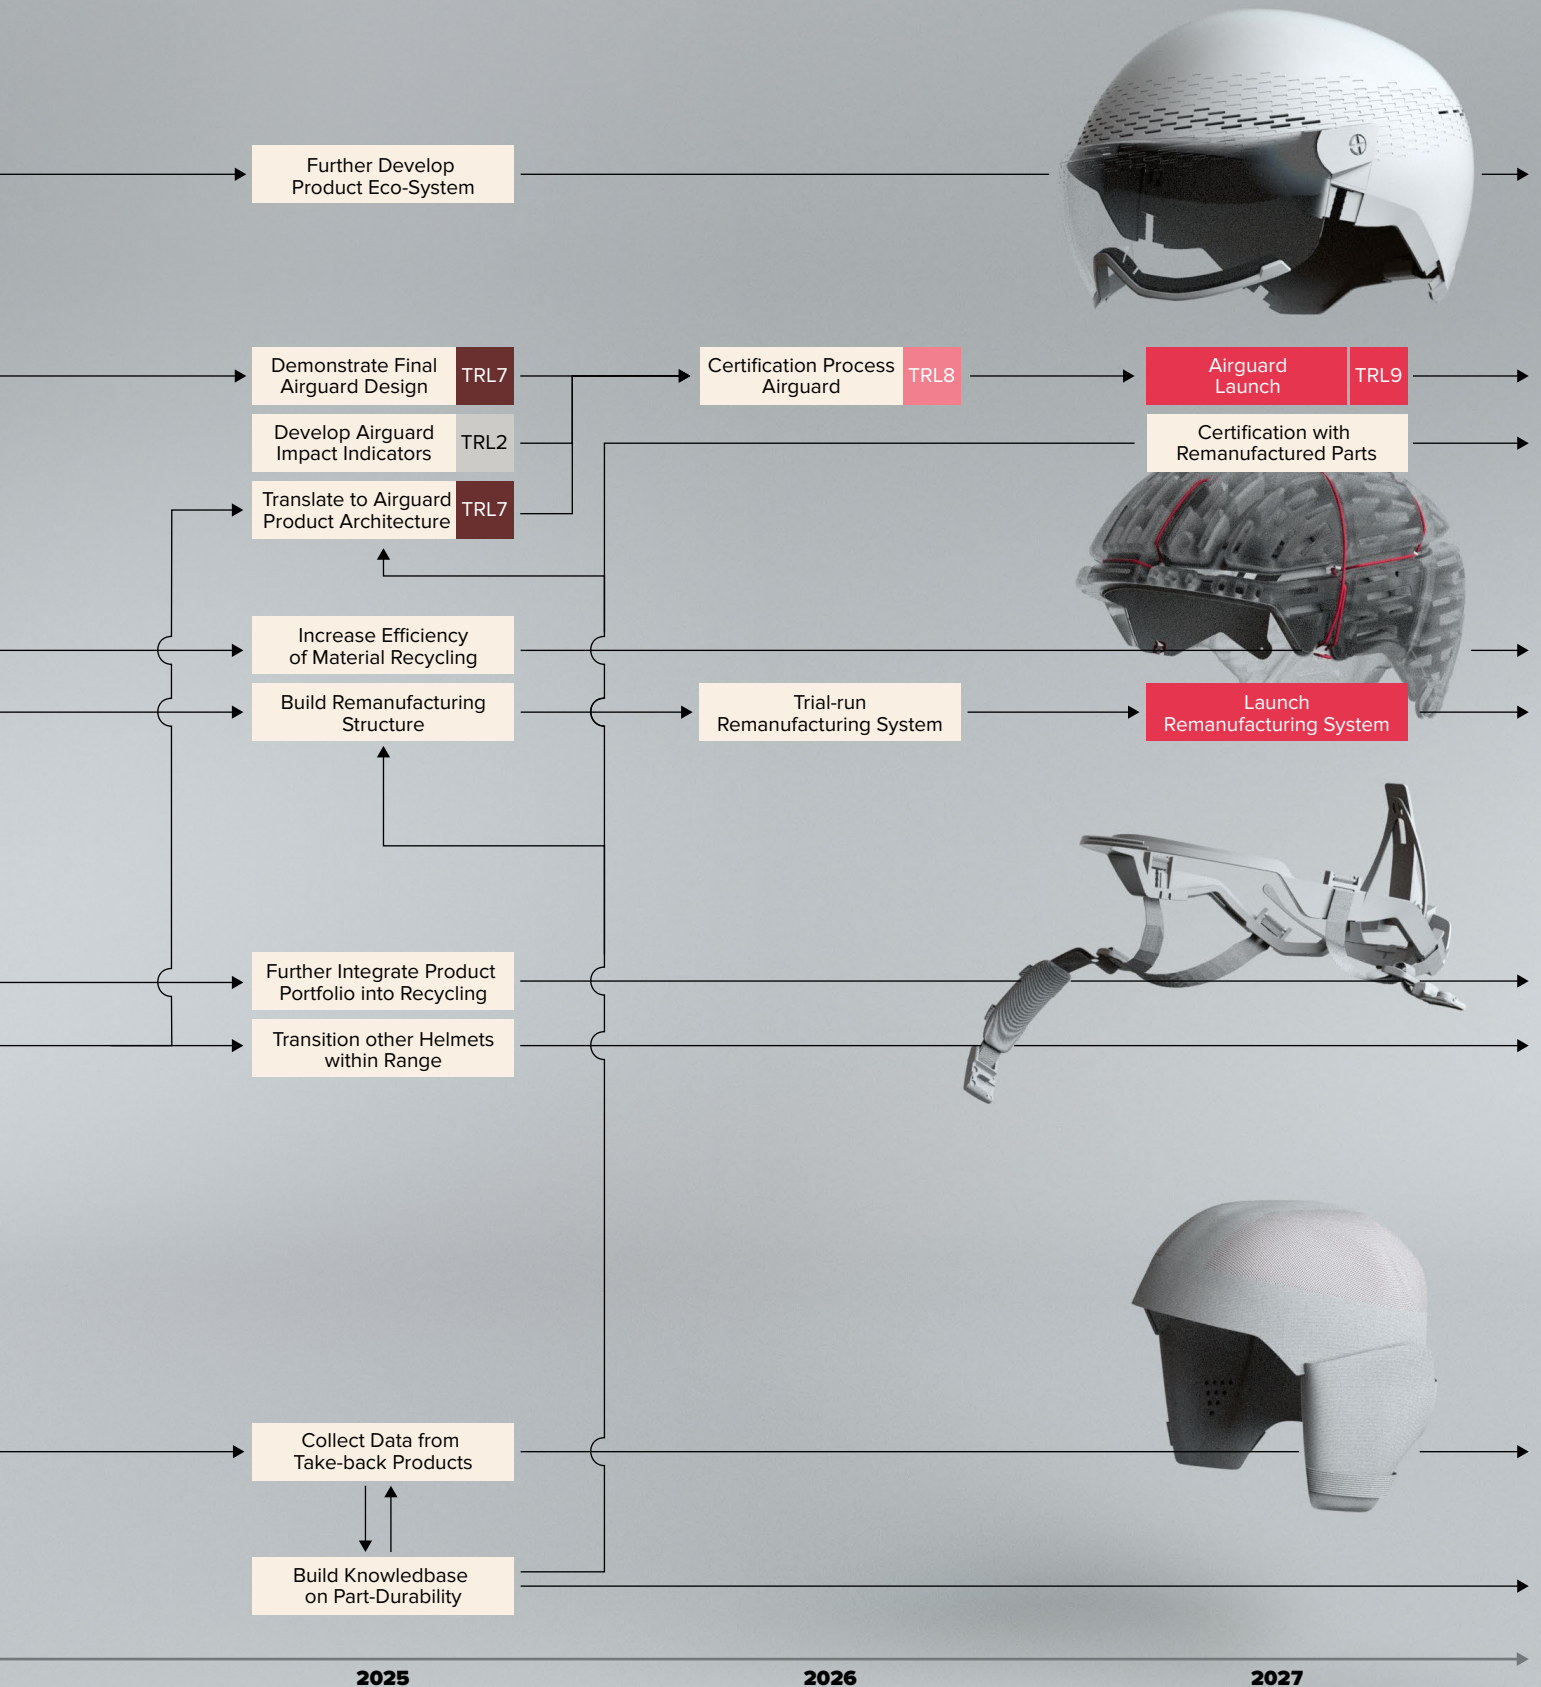 Further Develop
Product Eco-System
Demonstrate Final
Airguard Design
TRL7
Certification Process
Airguard
TRL8
Airguard
Launch
TRL9
Develop Airguard
Impact Indicators
TRL2
Certification with
Remanufactured Parts
Translate to Airguard
Product Architecture
TRL7
Increase Efficiency
of Material Recycling
Build Remanufacturing
Structure
Trial-run
Remanufacturing System
Launch
Remanufacturing System
Further Integrate Product
Portfolio into Recycling
Transition other Helmets
within Range
Collect Data from
Take-back Products
Build Knowledbase
on Part-Durability
2025
2026
2027